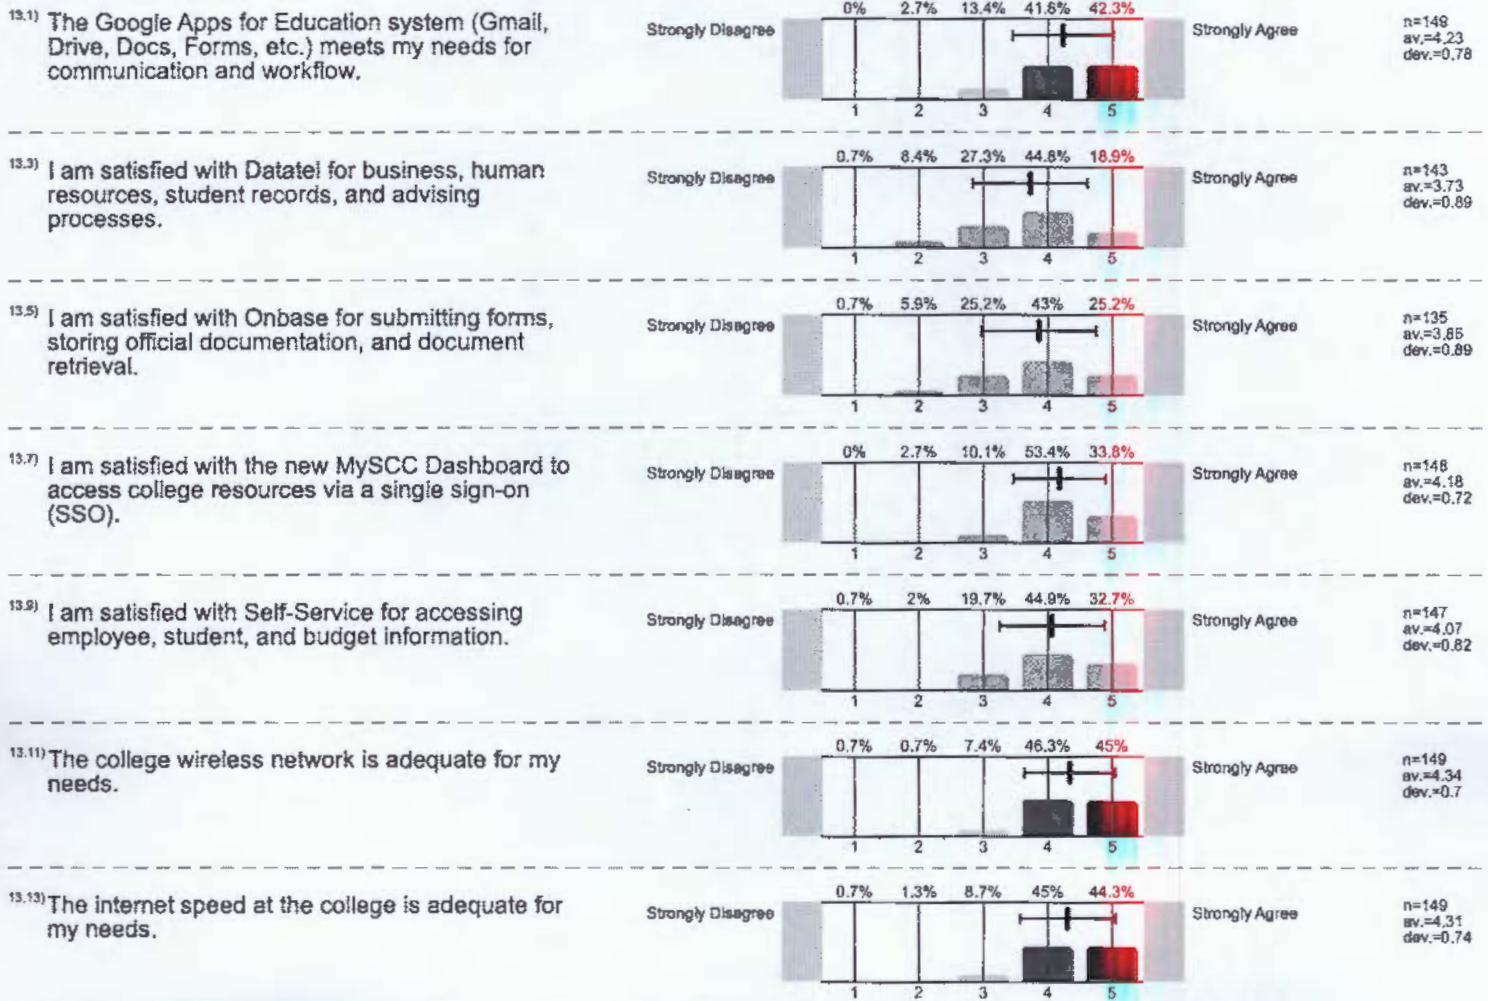 0% 2.7% 13.4% 41.6% 42.3%
13.1) The Google Apps for Education system (Gmail,
Drive, Docs, Forms, etc.) meets my needs for
communication and workflow.
Strongly Disagree
Strongly Agree
n=149
av.=4.23
dev.=0.78
1 2 3 4 5
13.3) I am satisfied with Datatel for business, human
resources, student records, and advising
processes.
0.7% 8.4% 27.3% 44.8% 18.9%
Strongly Disagree
Strongly Agree
n=143
av.=3.73
dev.=0.89
1 2 3 4 5
13.5) I am satisfied with Onbase for submitting forms,
storing official documentation, and document
retrieval.
0.7% 5.9% 25.2% 43% 25.2%
Strongly Disagree
Strongly Agree
n=135
av.=3.86
dev.=0.89
1 2 3 4 5
13.7) I am satisfied with the new MySCC Dashboard to
access college resources via a single sign-on
(SSO).
0% 2.7% 10.1% 53.4% 33.8%
Strongly Disagree
Strongly Agree
n=148
av.=4.18
dev.=0.72
1 2 3 4 5
13.9) I am satisfied with Self-Service for accessing
employee, student, and budget information.
0.7% 2% 19.7% 44.9% 32.7%
Strongly Disagree
Strongly Agree
n=147
av.=4.07
dev.=0.82
1 2 3 4 5
13.11) The college wireless network is adequate for my
needs.
0.7% 0.7% 7.4% 46.3% 45%
Strongly Disagree
Strongly Agree
n=149
av.=4.34
dev.=0.7
1 2 3 4 5
13.13) The internet speed at the college is adequate for
my needs.
0.7% 1.3% 8.7% 45% 44.3%
Strongly Disagree
Strongly Agree
n=149
av.=4.31
dev.=0.74
1 2 3 4 5